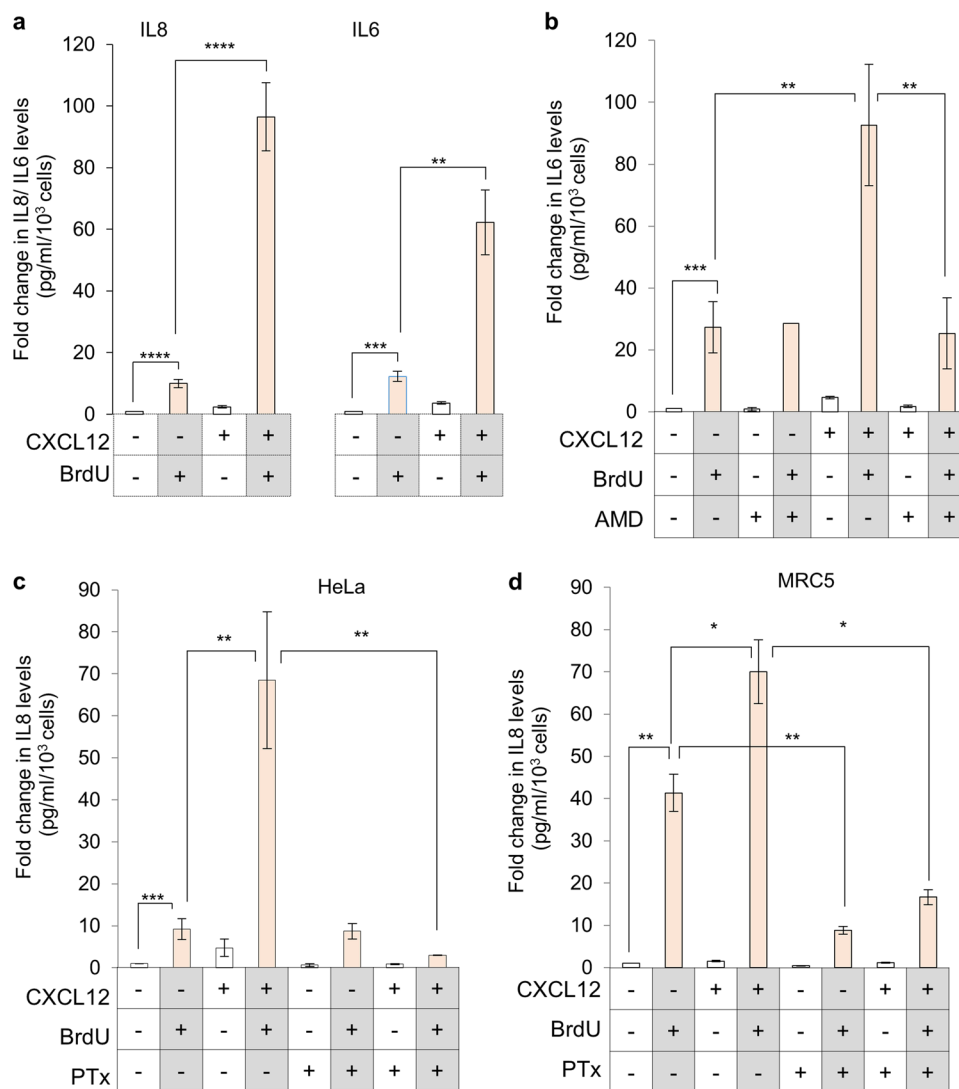 a
IL8
IL6
Fold change in IL8/ IL6 levels
(pg/ml/10³ cells)
120
100
80
60
40
20
0
****
****
***
**
CXCL12 - - + + - - + +
BrdU - + - + - + - +
b
Fold change in IL6 levels
(pg/ml/10³ cells)
120
100
80
60
40
20
0
***
**
**
CXCL12 - - - - + + + +
BrdU - + - + - + - +
AMD - - + + - - + +
c
HeLa
Fold change in IL8 levels
(pg/ml/10³ cells)
90
80
70
60
50
40
30
20
10
0
***
**
**
CXCL12 - - + + - - + +
BrdU - + - + - + - +
PTx - - - - + + + +
d
MRC5
Fold change in IL8 levels
(pg/ml/10³ cells)
90
80
70
60
50
40
30
20
10
0
**
*
**
*
CXCL12 - - + + - - + +
BrdU - + - + - + - +
PTx - - - - + + + +